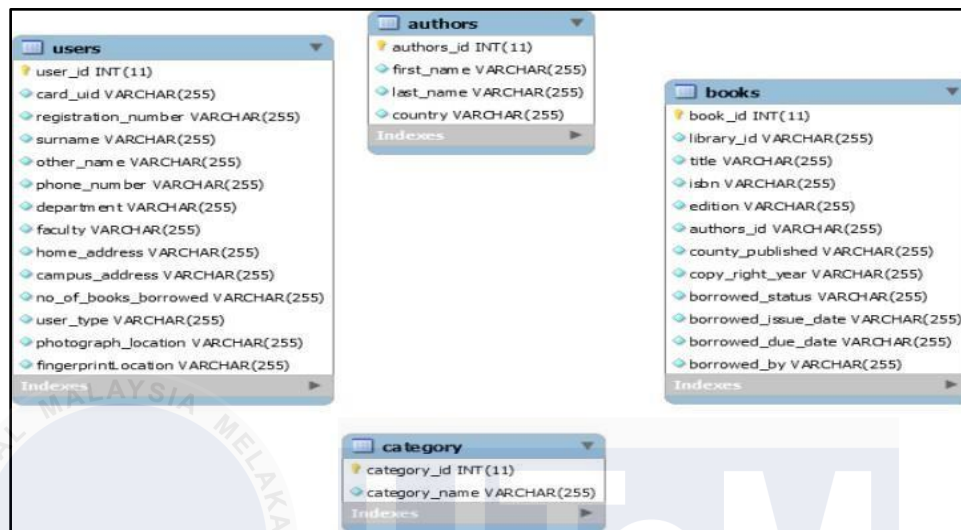 users
user_id INT(11)
card_uid VARCHAR(255)
registration_number VARCHAR(255)
surname VARCHAR(255)
other_name VARCHAR(255)
phone_number VARCHAR(255)
department VARCHAR(255)
faculty VARCHAR(255)
home_address VARCHAR(255)
campus_address VARCHAR(255)
no_of_books_borrowed VARCHAR(255)
user_type VARCHAR(255)
photograph_location VARCHAR(255)
fingerprintLocation VARCHAR(255)
Indexes
authors
authors_id INT(11)
first_name VARCHAR(255)
last_name VARCHAR(255)
country VARCHAR(255)
Indexes
books
book_id INT(11)
library_id VARCHAR(255)
title VARCHAR(255)
isbn VARCHAR(255)
edition VARCHAR(255)
authors_id VARCHAR(255)
county_published VARCHAR(255)
copy_right_year VARCHAR(255)
borrowed_status VARCHAR(255)
borrowed_issue_date VARCHAR(255)
borrowed_due_date VARCHAR(255)
borrowed_by VARCHAR(255)
Indexes
category
category_id INT(11)
category_name VARCHAR(255)
Indexes
MALAYSIA